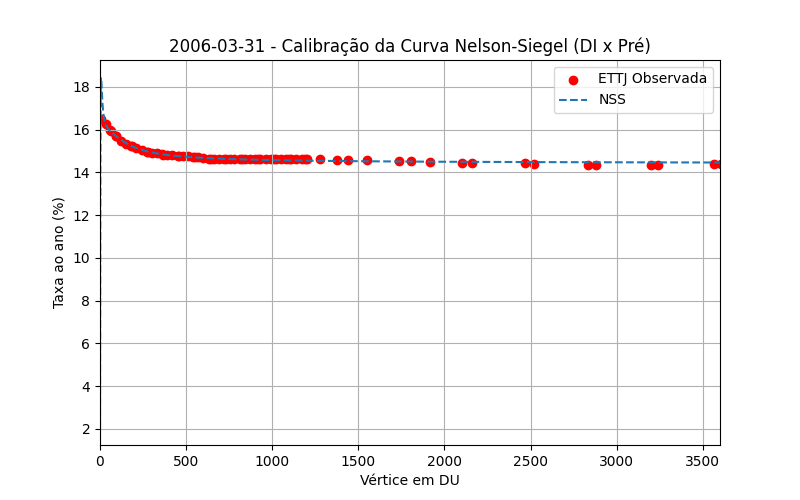 2006-03-31 - Calibração da Curva Nelson-Siegel (DI x Pré)
ETTJ Observada
NSS
Taxa ao ano (%)
18
16
14
12
10
8
6
4
2
0 500 1000 1500 2000 2500 3000 3500
Vértice em DU